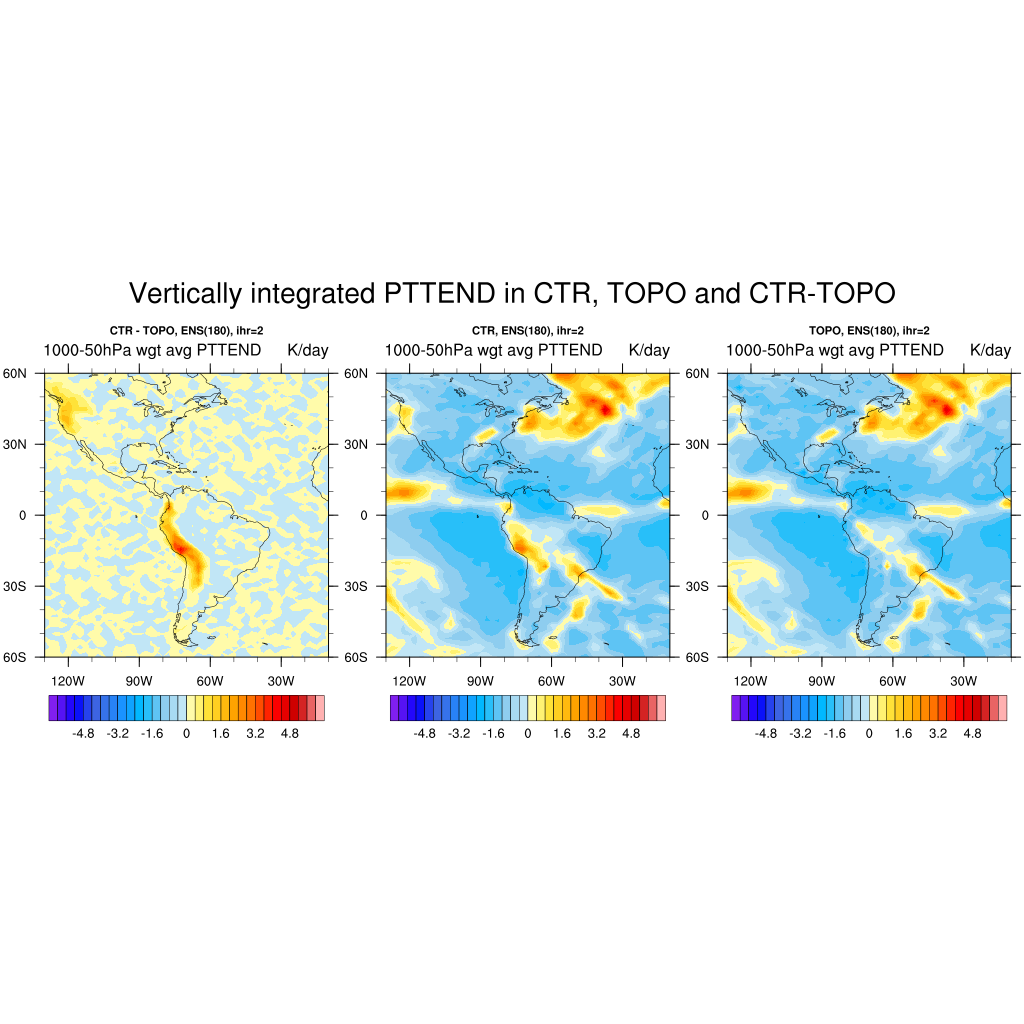 Vertically integrated PTTEND in CTR, TOPO and CTR-TOPO
CTR - TOPO, ENS(180), ihr=2
1000-50hPa wgt avg PTTEND K/day
60N
30N
0
30S
60S
120W 90W 60W 30W
-4.8 -3.2 -1.6 0 1.6 3.2 4.8
CTR, ENS(180), ihr=2
1000-50hPa wgt avg PTTEND K/day
60N
30N
0
30S
60S
120W 90W 60W 30W
-4.8 -3.2 -1.6 0 1.6 3.2 4.8
TOPO, ENS(180), ihr=2
1000-50hPa wgt avg PTTEND K/day
60N
30N
0
30S
60S
120W 90W 60W 30W
-4.8 -3.2 -1.6 0 1.6 3.2 4.8